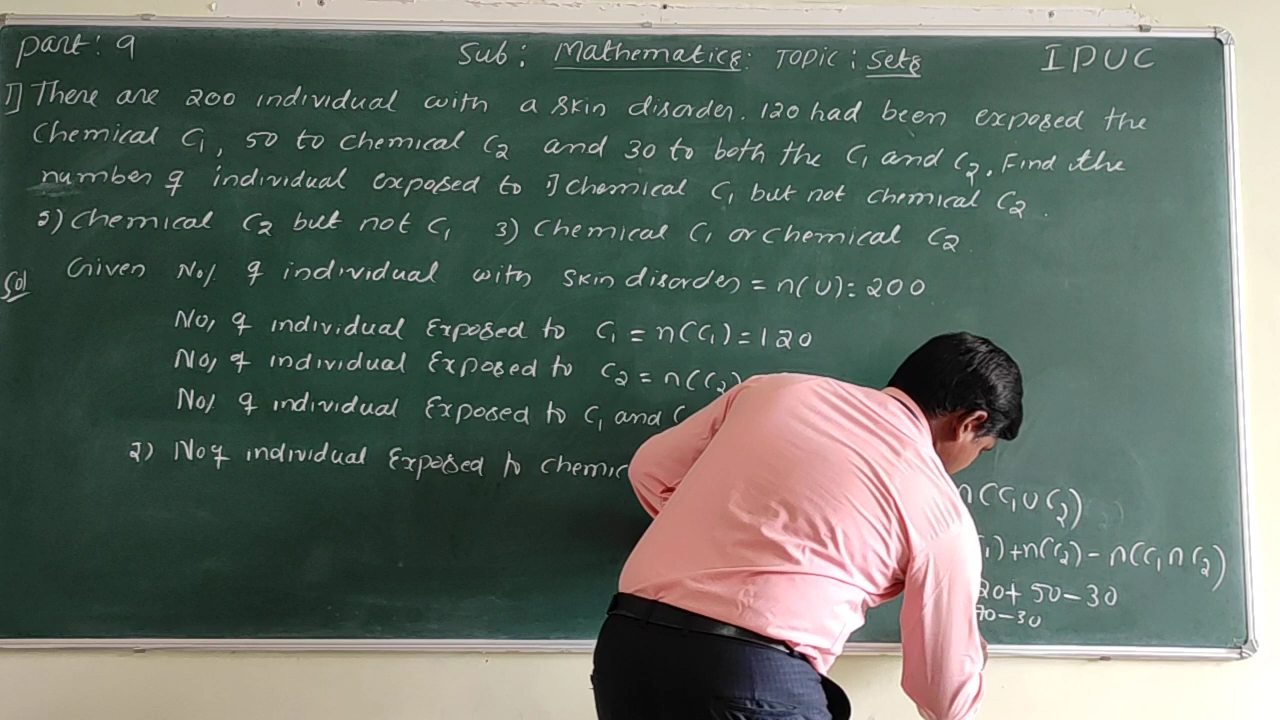 part: 9 Sub: Mathematics: TOPIC: Sets IPUC
1] There are 200 individual with a skin disorder. 120 had been exposed the
chemical C1, 50 to chemical C2 and 30 to both the C1 and C2. Find the
number of individual exposed to 1] chemical C1 but not chemical C2.
2) Chemical C2 but not C1 3) Chemical C1 or chemical C2.
Sol Given No/. of individual with skin disorder = n(U) = 200
No, of individual Exposed to C1 = n(C1) = 120
No, of individual Exposed to C2 = n(C2)
No/. of individual Exposed to C1 and
No of individual Exposed to
n(C1 ∪ C2)
+ n(C2) - n(C1 ∩ C2)
20 + 50 - 30
70 - 30